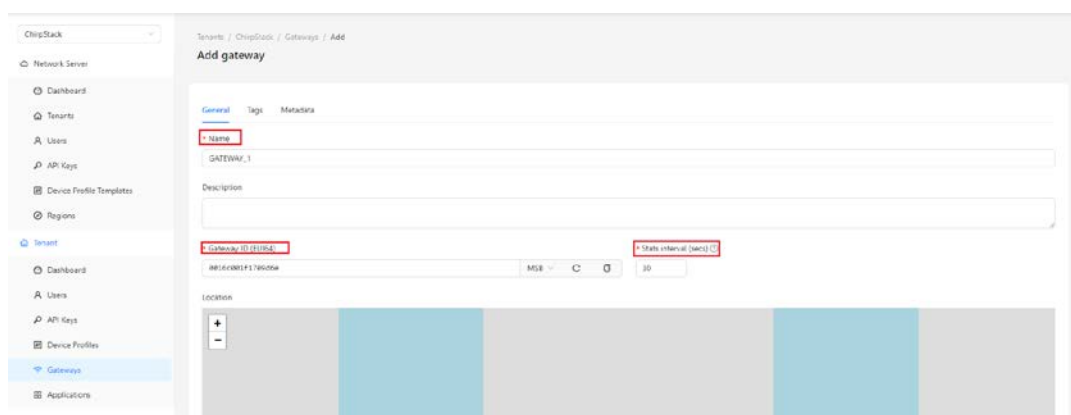 ChirpStack
Network Server
Dashboard
Tenants
Users
API Keys
Device Profile Templates
Regions
Tenant
Dashboard
Users
API Keys
Device Profiles
Gateways
Applications
Tenants / ChirpStack / Gateways / Add
Add gateway
General Tags Metadata
* Name
GATEWAY_1
Description
* Gateway ID (EUI64)
* Stats interval (secs)
MSB
30
Location
+
−